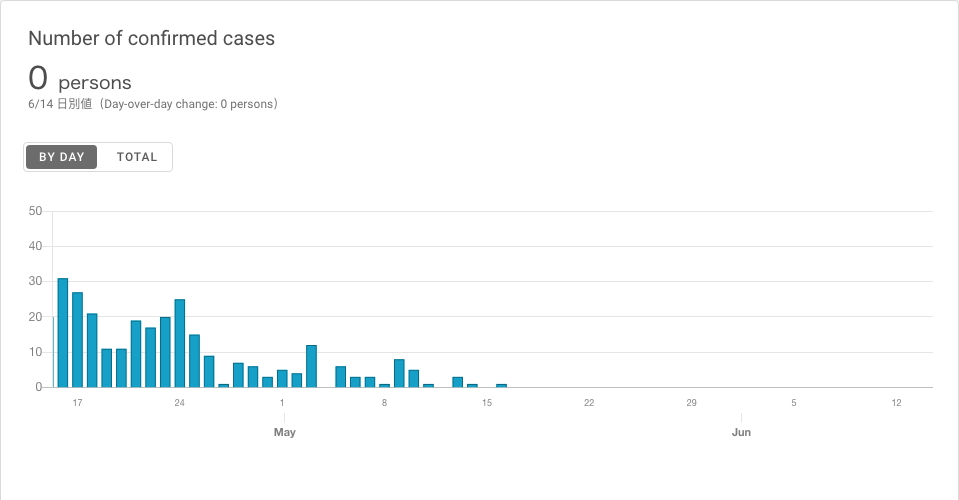 Number of confirmed cases
0 persons
6/14 日別値（Day-over-day change: 0 persons）
BY DAY TOTAL
50
40
30
20
10
0
17 24 1 8 15 22 29 5 12
May Jun